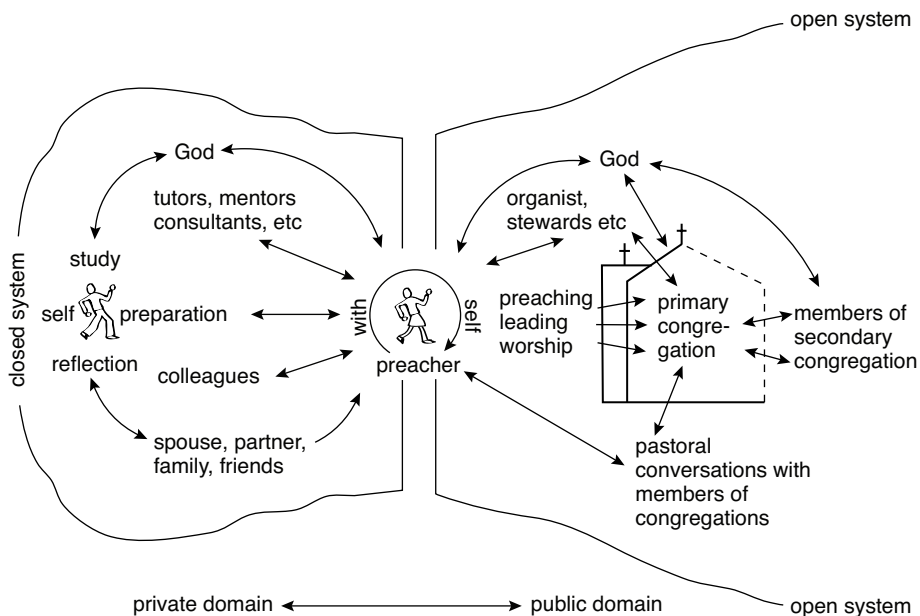 open system
God
tutors, mentors
consultants, etc
study
closed system
self
preparation
reflection
colleagues
spouse, partner,
family, friends
with
self
preacher
God
organist,
stewards etc
preaching
leading
worship
primary
congre-
gation
members of
secondary
congregation
pastoral
conversations with
members of
congregations
private domain
public domain
open system